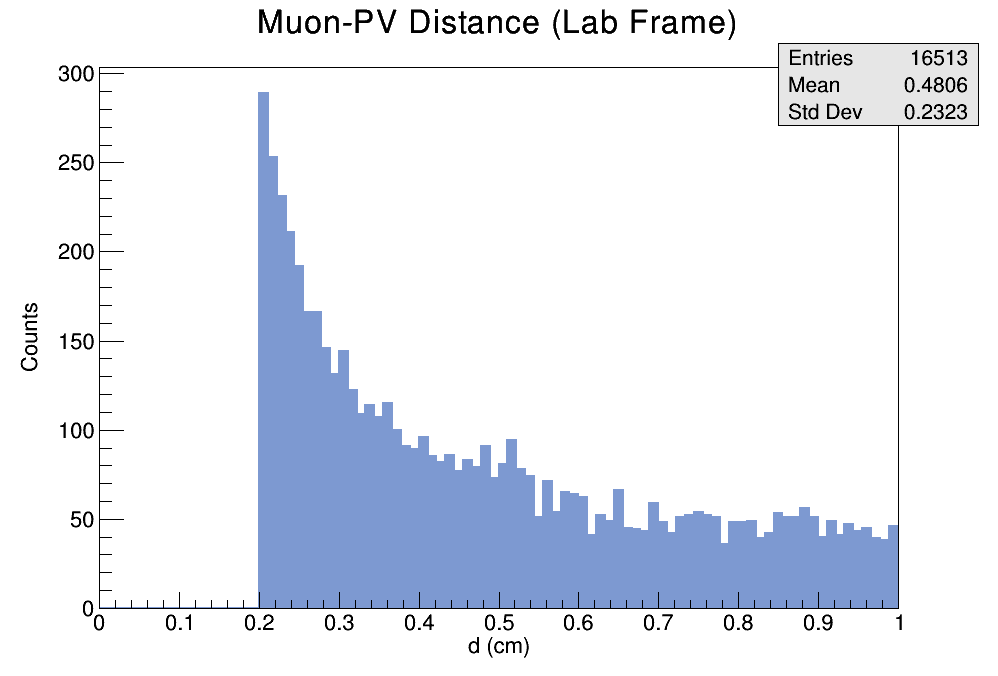 Muon-PV Distance (Lab Frame)
Entries 16513
Mean 0.4806
Std Dev 0.2323
300
250
200
150
100
50
0
Counts
0 0.1 0.2 0.3 0.4 0.5 0.6 0.7 0.8 0.9 1
d (cm)